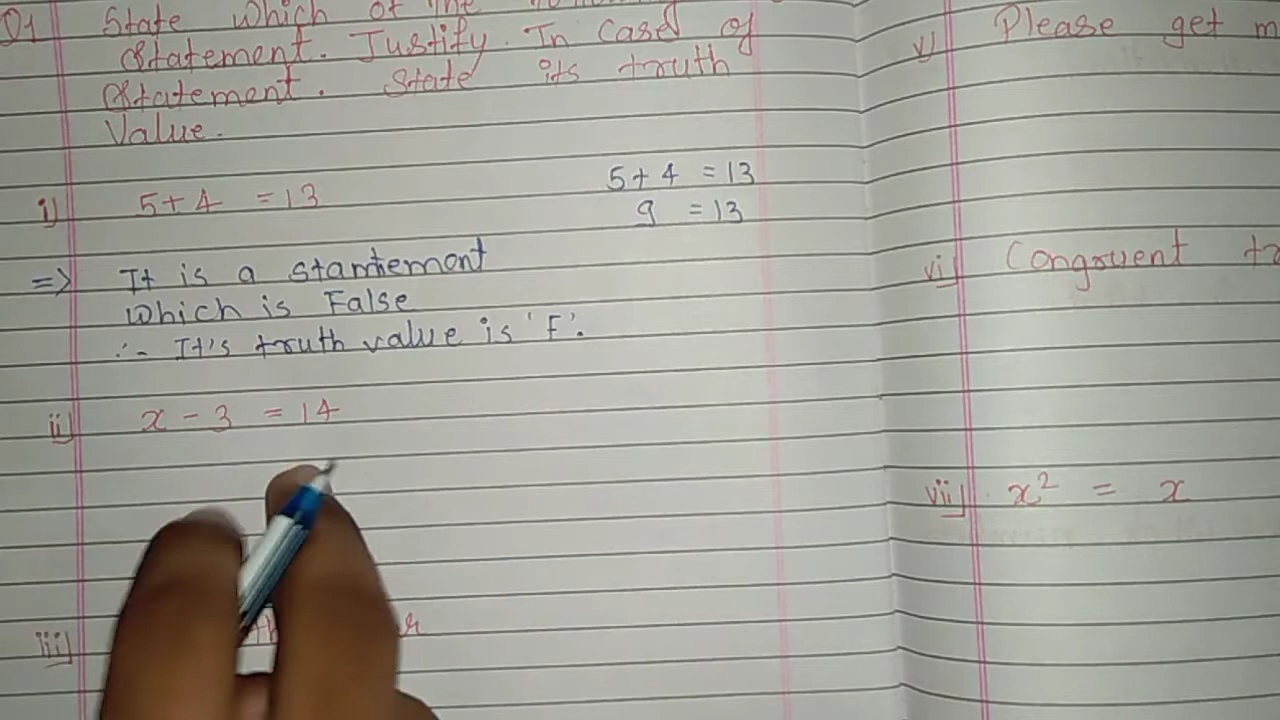 Q1 State which of the
Statement. Justify. In Case of
Statement. State its truth
Value.
i) 5+4 =13
5+4 =13
9 =13
=> It is a stamtement
which is False
∴ It's truth value is 'F'.
ii) x - 3 = 14
iii)
v) Please get m
vi) Congruent
vii) x² = x